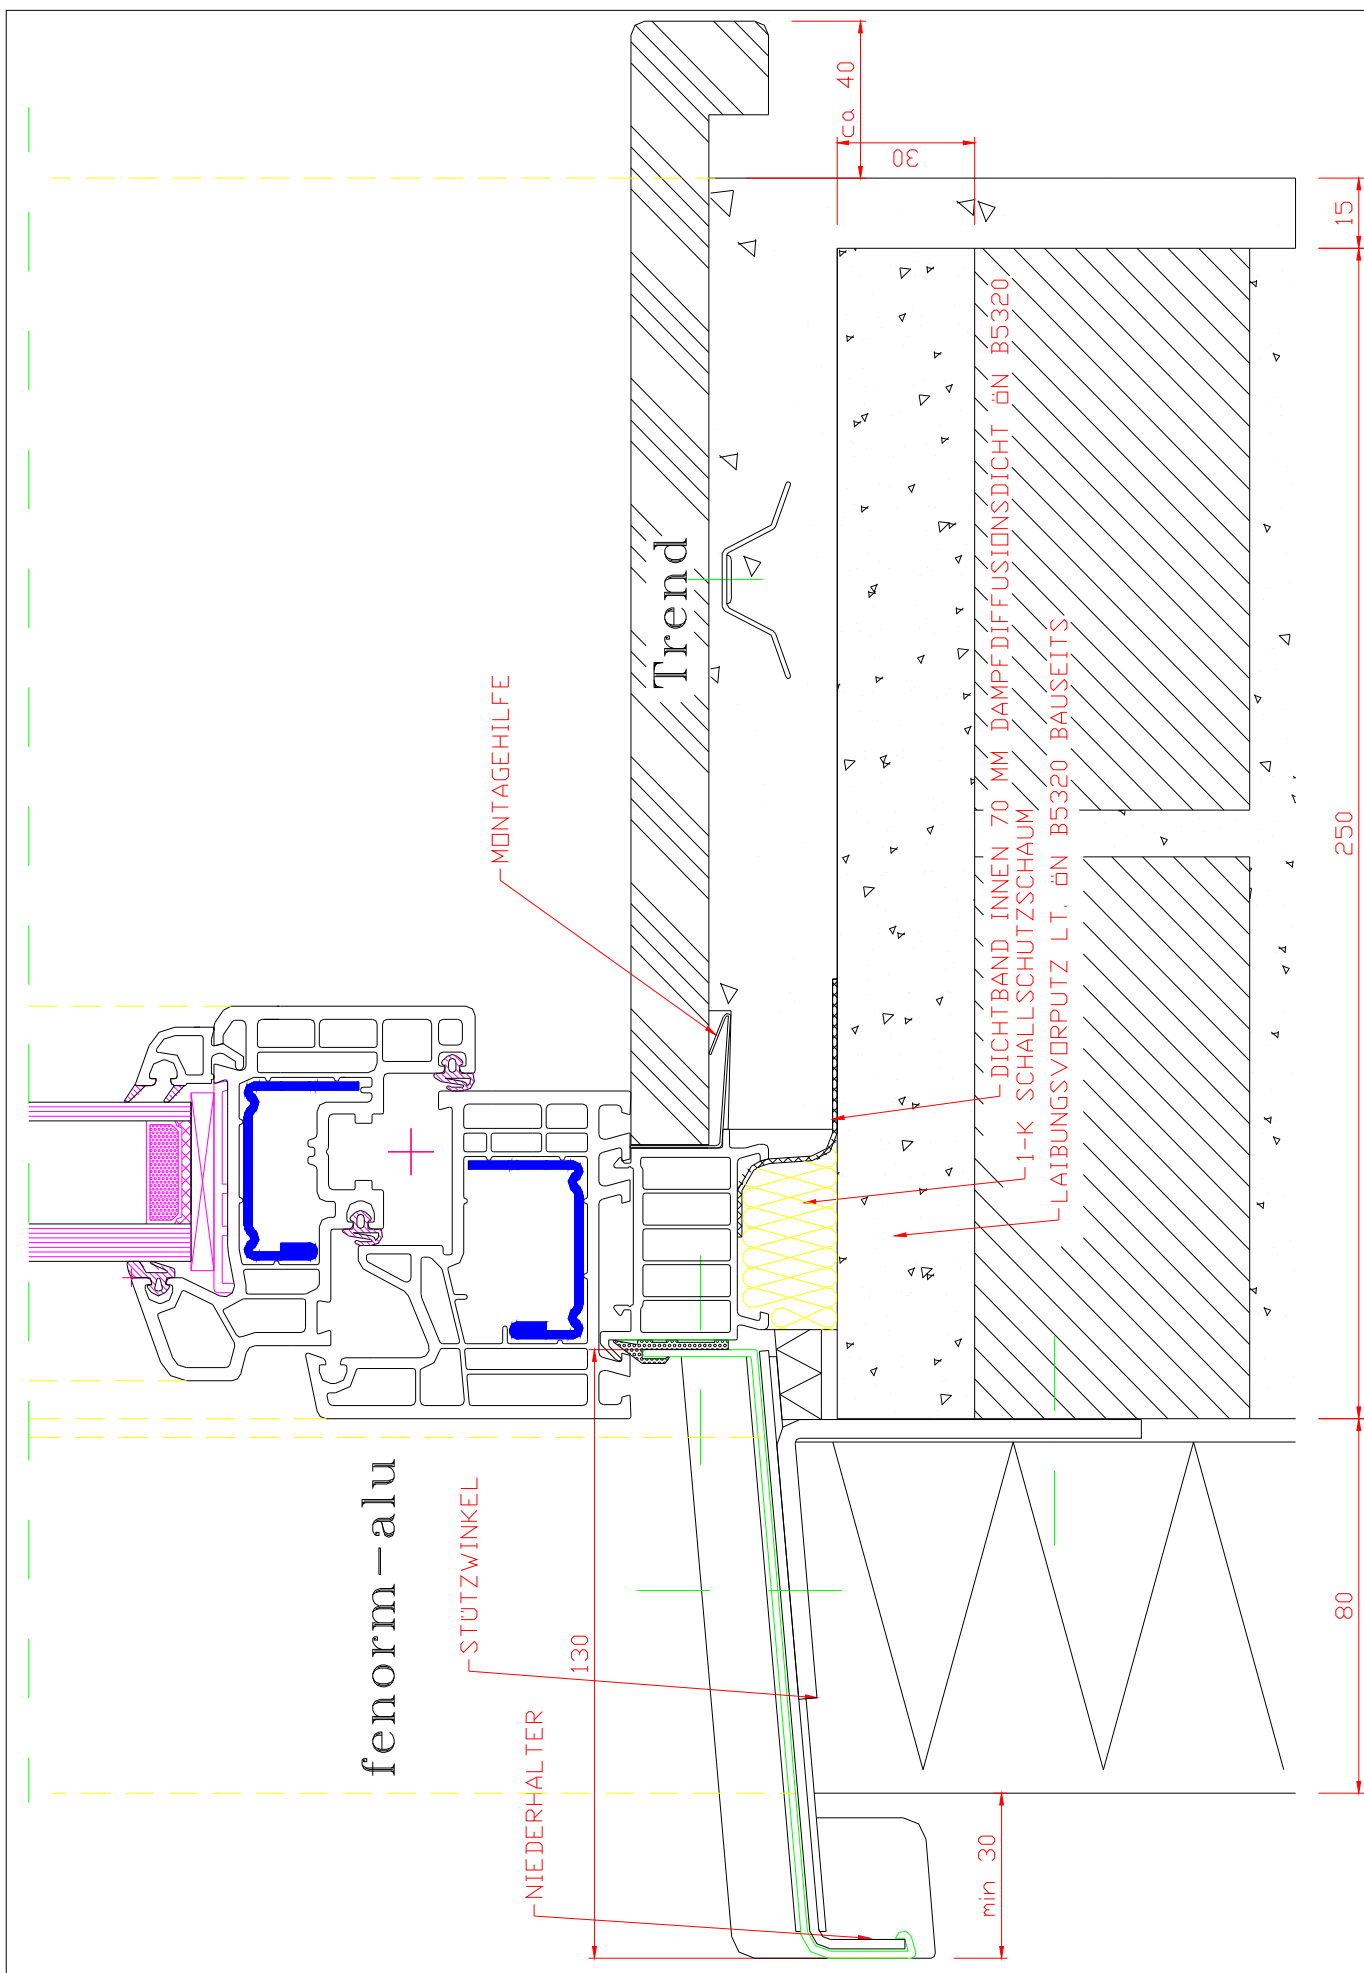 fenorm-alu
Trend
MONTAGEHILFE
STÜTZWINKEL
NIEDERHALTER
DICHTBAND INNEN 70 MM DAMPFDIFFUSIONSDICHT ÖN B5320
1-K SCHALLSCHUTZSCHAUM
LAIBUNGSVORPUTZ LT. ÖN B5320 BAUSEITS
130
ca 40
30
min 30
80
250
15